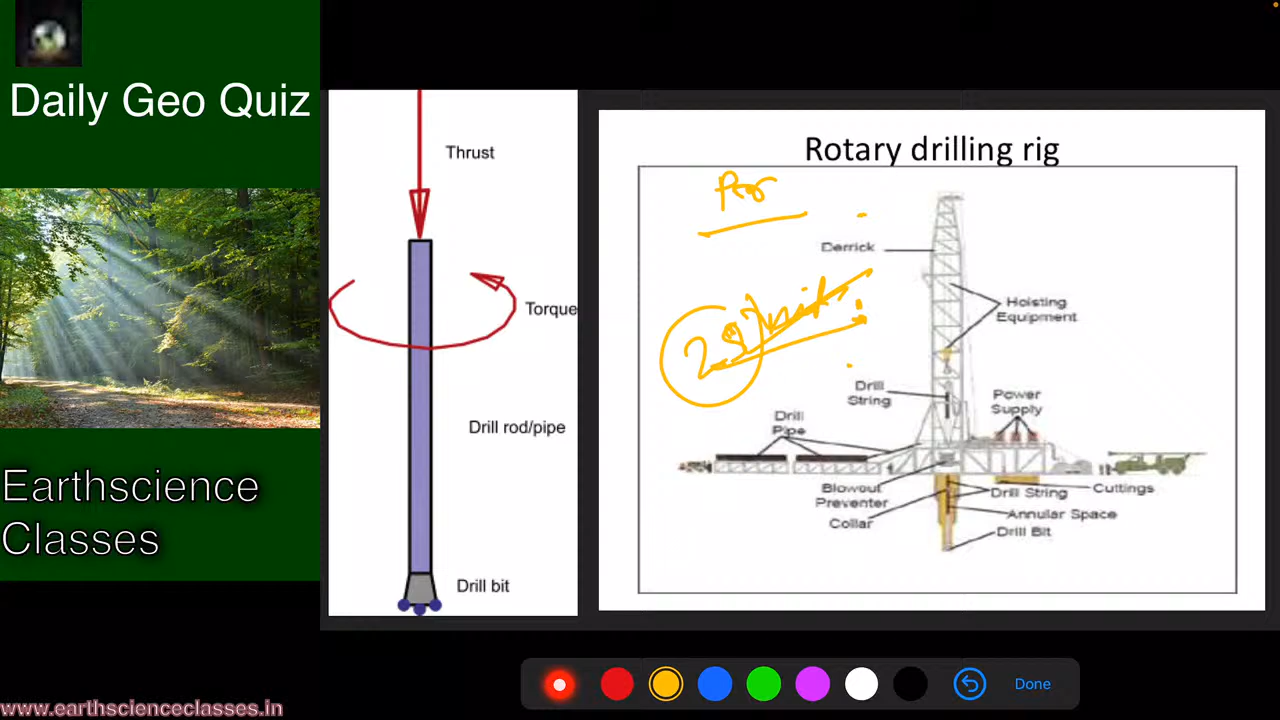 Daily Geo Quiz
Earthscience
Classes
www.earthscienceclasses.in
Thrust
Torque
Drill rod/pipe
Drill bit
Rotary drilling rig
Derrick
Hoisting
Equipment
Drill
String
Power
Supply
Drill
Pipe
Blowout
Preventer
Collar
Drill String
Cuttings
Annular Space
Drill Bit
Done